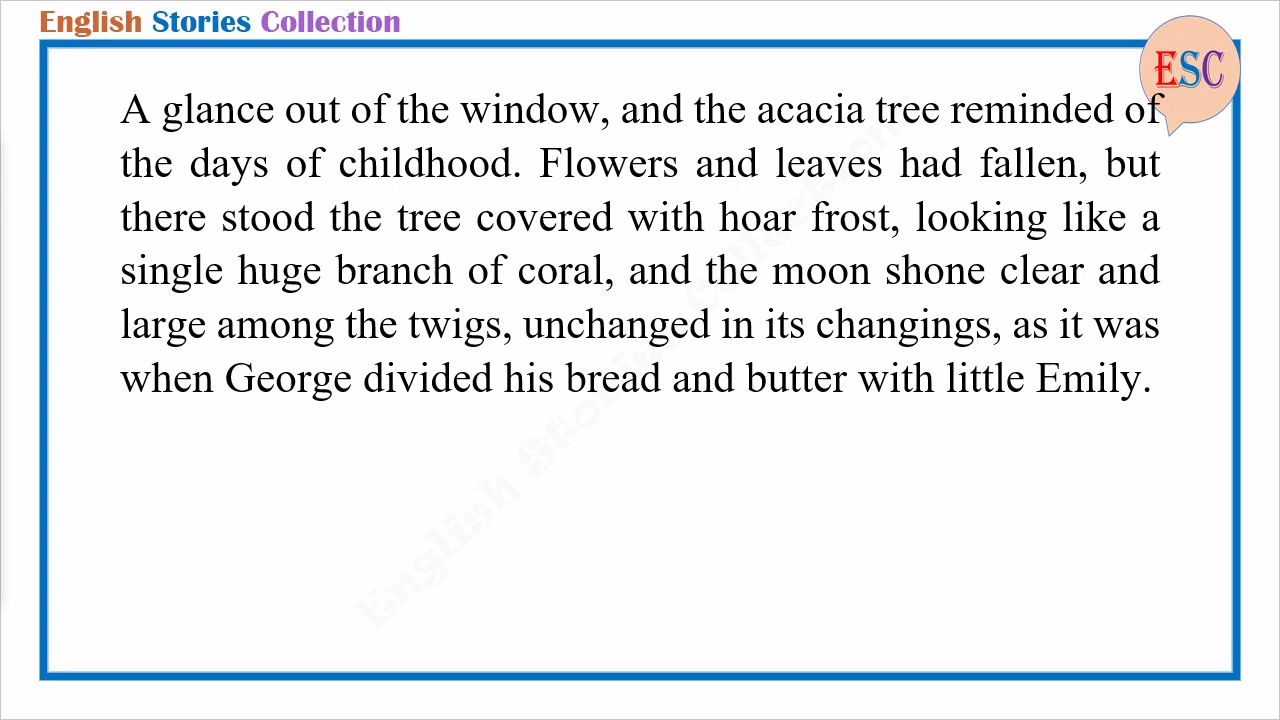 English Stories Collection
ESC
A glance out of the window, and the acacia tree reminded of
the days of childhood. Flowers and leaves had fallen, but
there stood the tree covered with hoar frost, looking like a
single huge branch of coral, and the moon shone clear and
large among the twigs, unchanged in its changings, as it was
when George divided his bread and butter with little Emily.
English Stories Collection